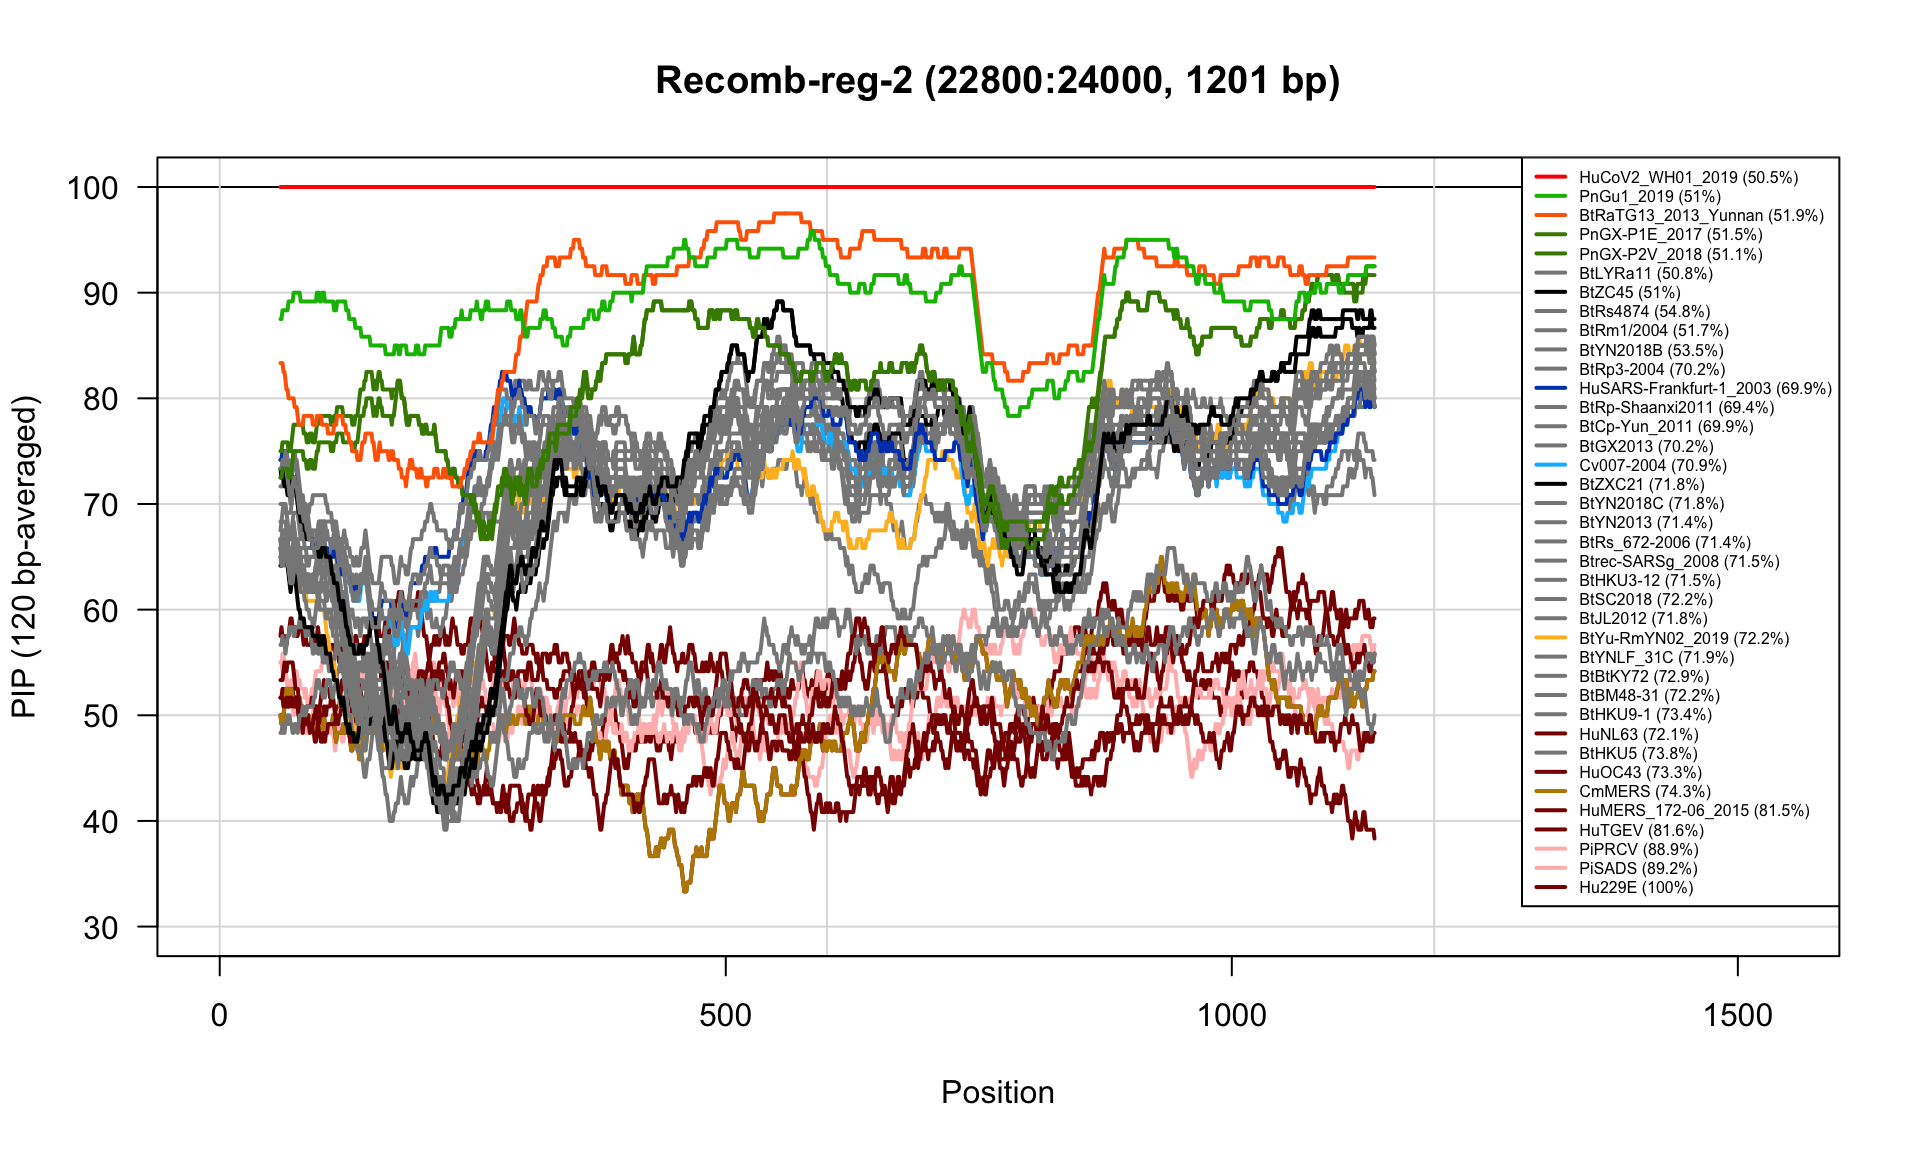 Recomb-reg-2 (22800:24000, 1201 bp)
PIP (120 bp-averaged)
100
90
80
70
60
50
40
30
0
500
1000
1500
Position
HuCoV2_WH01_2019 (50.5%)
PnGu1_2019 (51%)
BtRaTG13_2013_Yunnan (51.9%)
PnGX-P1E_2017 (51.5%)
PnGX-P2V_2018 (51.1%)
BtLYRa11 (50.8%)
BtZC45 (51%)
BtRs4874 (54.8%)
BtRm1/2004 (51.7%)
BtYN2018B (53.5%)
BtRp3-2004 (70.2%)
HuSARS-Frankfurt-1_2003 (69.9%)
BtRp-Shaanxi2011 (69.4%)
BtCp-Yun_2011 (69.9%)
BtGX2013 (70.2%)
Cv007-2004 (70.9%)
BtZXC21 (71.8%)
BtYN2018C (71.8%)
BtYN2013 (71.4%)
BtRs_672-2006 (71.4%)
Btrec-SARSg_2008 (71.5%)
BtHKU3-12 (71.5%)
BtSC2018 (72.2%)
BtJL2012 (71.8%)
BtYu-RmYN02_2019 (72.2%)
BtYNLF_31C (71.9%)
BtBtKY72 (72.9%)
BtBM48-31 (72.2%)
BtHKU9-1 (73.4%)
HuNL63 (72.1%)
BtHKU5 (73.8%)
HuOC43 (73.3%)
CmMERS (74.3%)
HuMERS_172-06_2015 (81.5%)
HuTGEV (81.6%)
PiPRCV (88.9%)
PiSADS (89.2%)
Hu229E (100%)